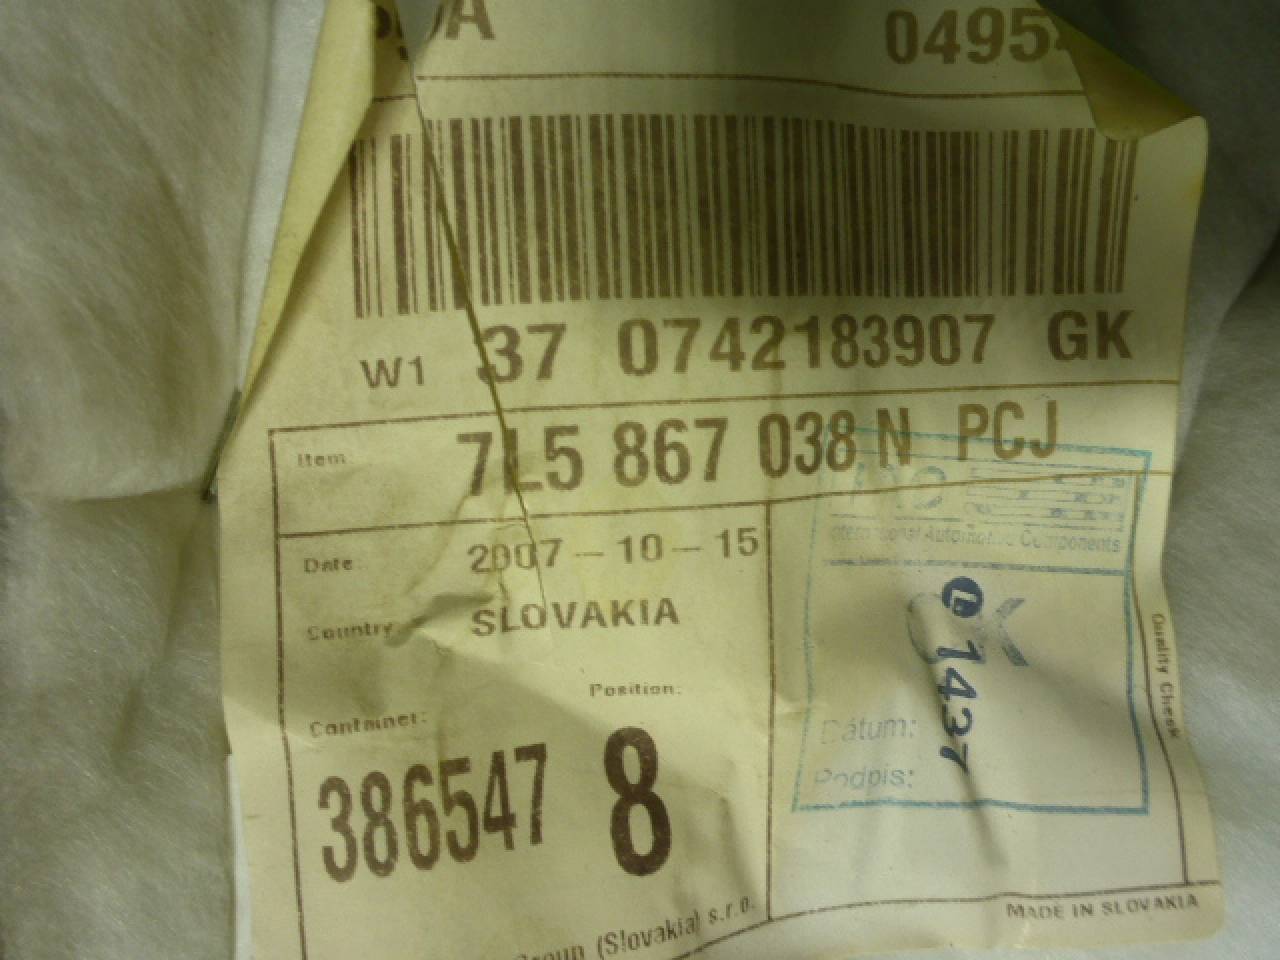 0495
W1 37 0742183907 GK
Item: 7L5 867 038 N PCJ
Date: 2007-10-15
International Automotive Components
Country: SLOVAKIA
OK
L 1437
Quality Check
Position:
Container:
386547 8
Dátum:
Podpis:
Group (Slovakia) s.r.o.
MADE IN SLOVAKIA